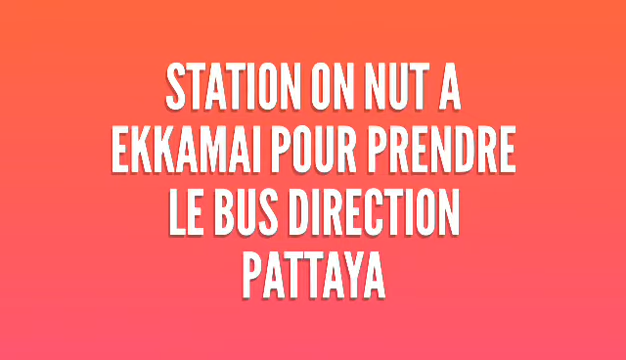 STATION ON NUT A
EKKAMAI POUR PRENDRE
LE BUS DIRECTION
PATTAYA